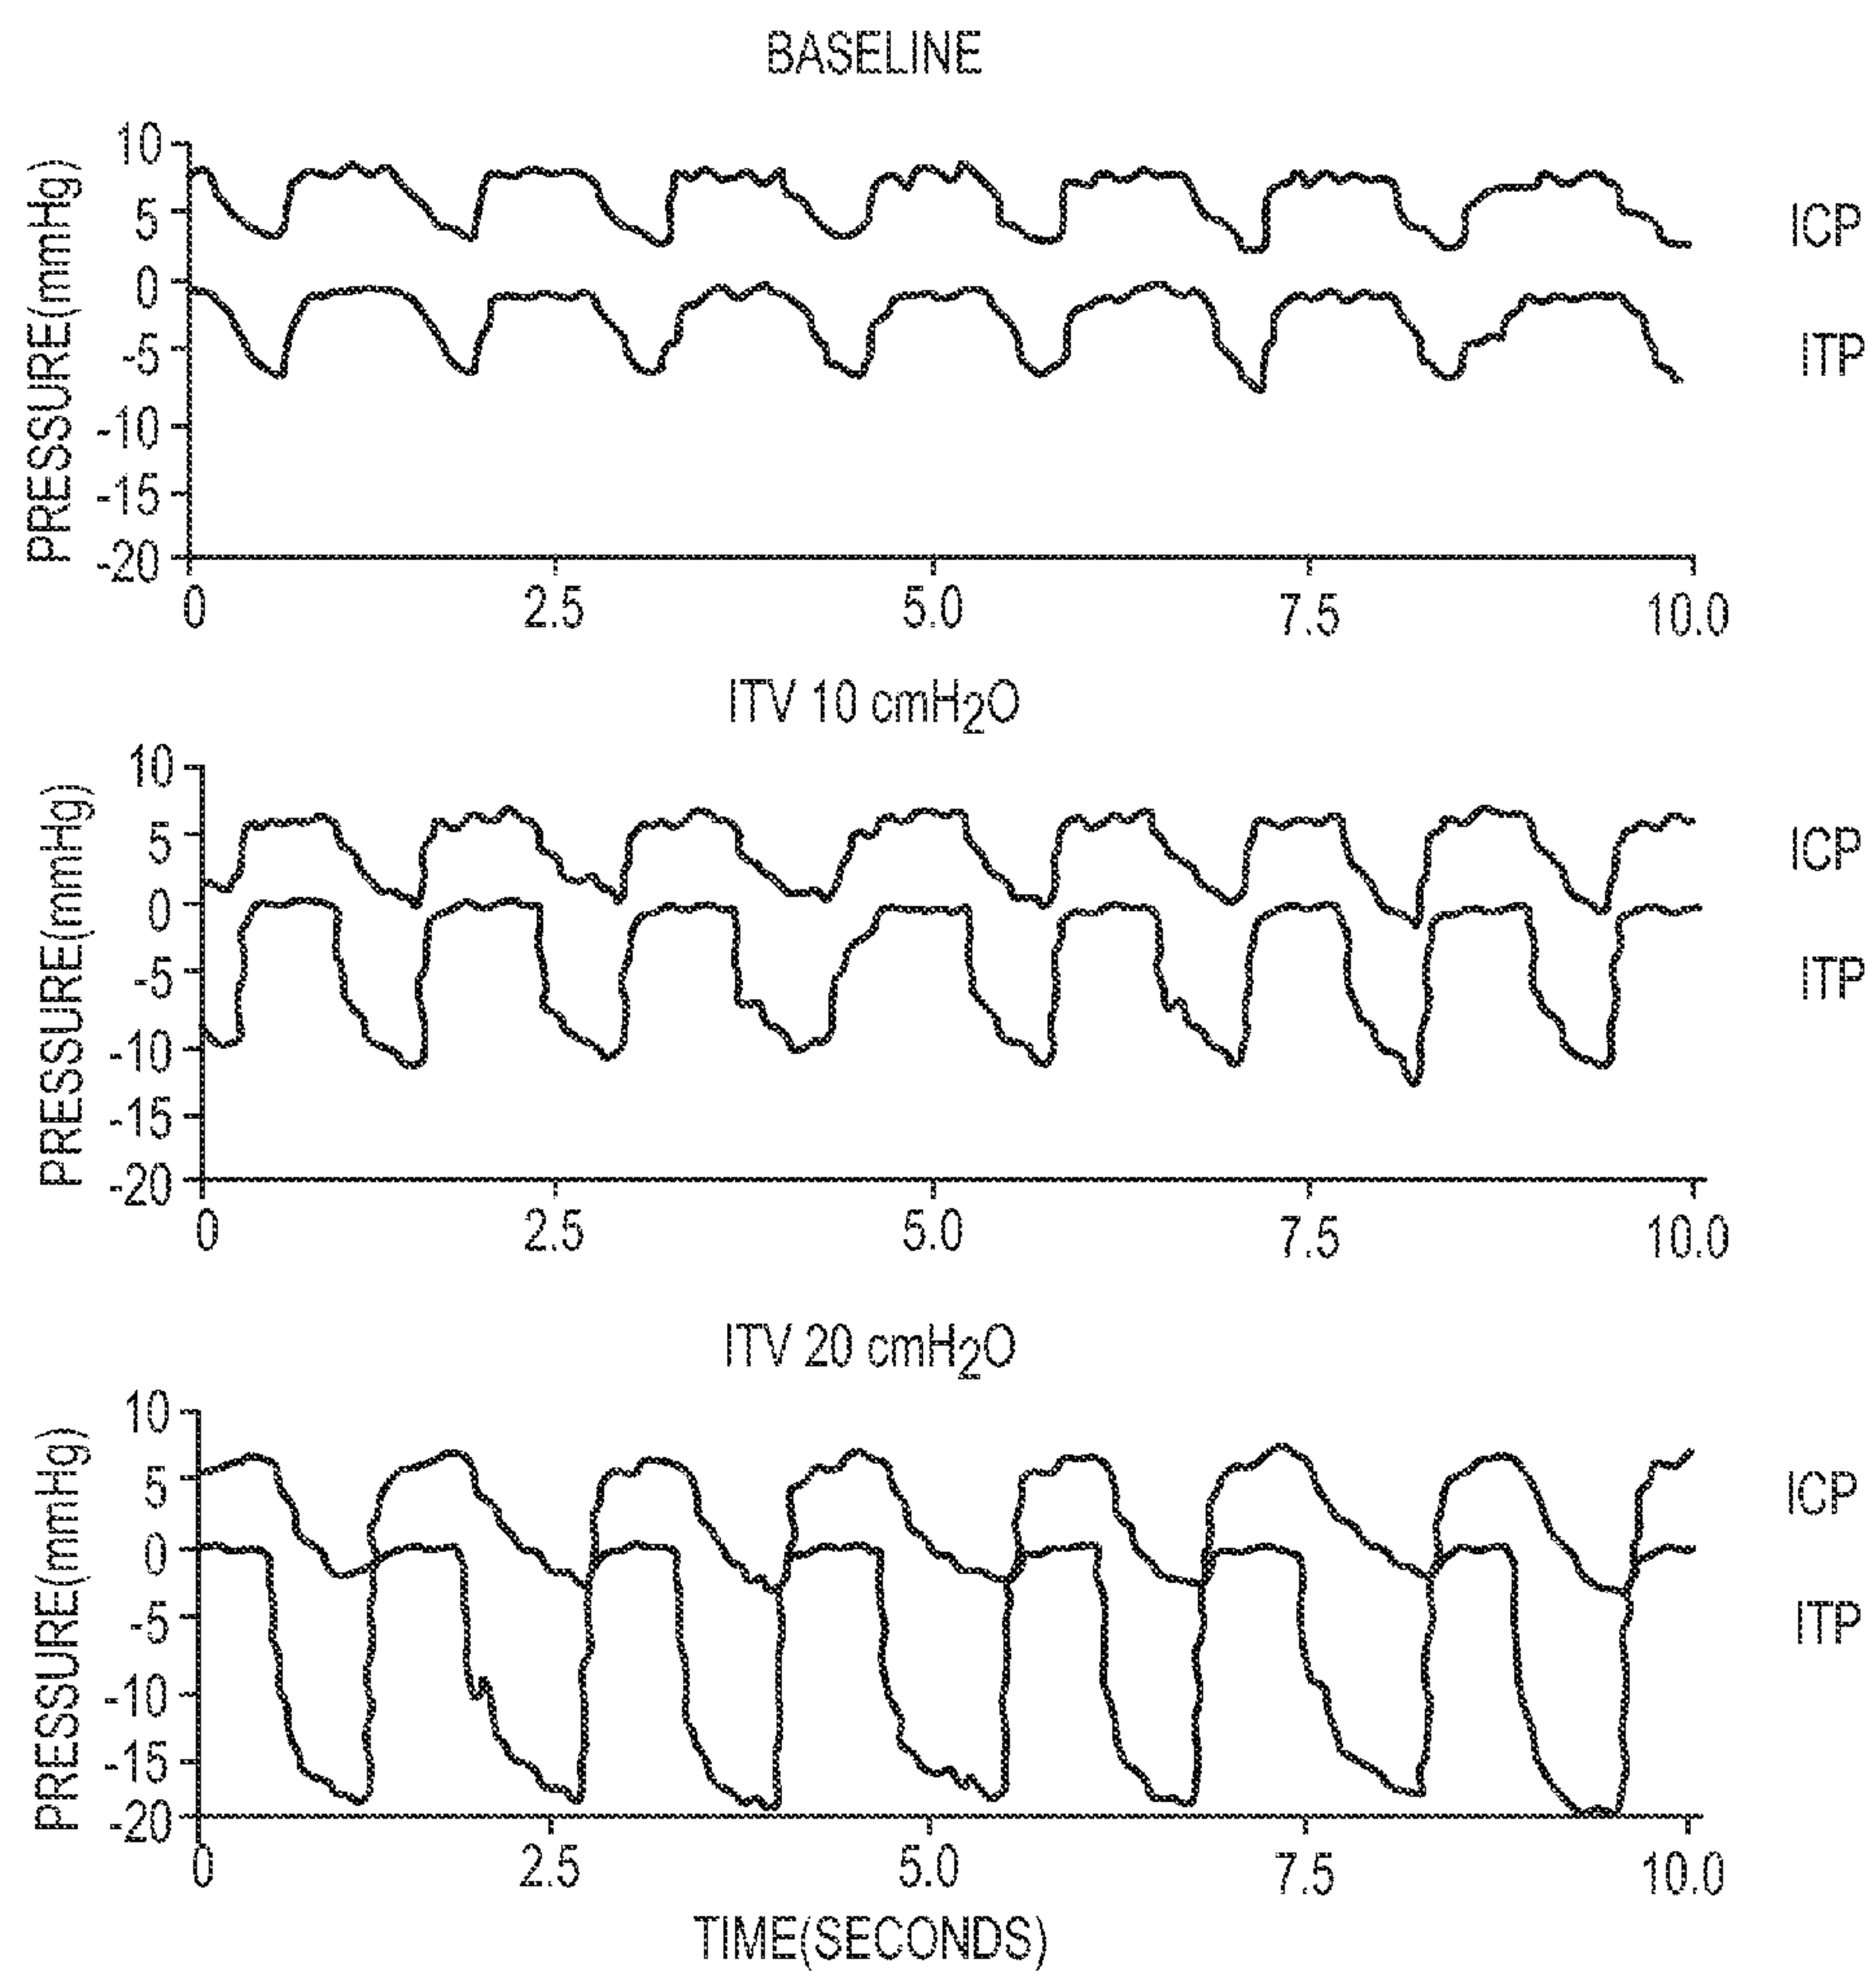 BASELINE
10
5
0
-5
-10
-15
-20
PRESSURE(mmHg)
ICP
ITP
0 2.5 5.0 7.5 10.0
ITV 10 cmH₂O
10
5
0
-5
-10
-15
-20
PRESSURE(mmHg)
ICP
ITP
0 2.5 5.0 7.5 10.0
ITV 20 cmH₂O
10
5
0
-5
-10
-15
-20
PRESSURE(mmHg)
ICP
ITP
0 2.5 5.0 7.5 10.0
TIME(SECONDS)